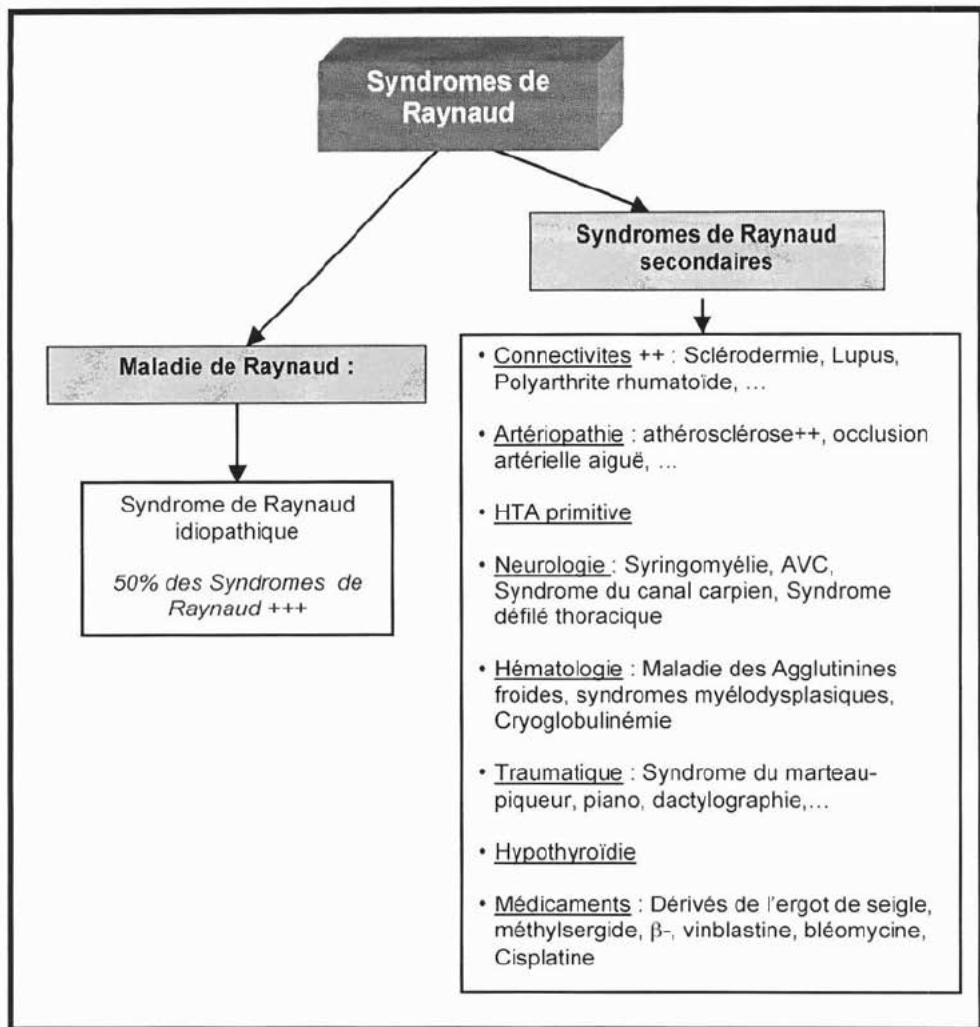 Syndromes de
Raynaud
Maladie de Raynaud :
Syndrome de Raynaud
idiopathique
50% des Syndromes de
Raynaud +++
Syndromes de Raynaud
secondaires
• Connectivites ++ : Sclérodermie, Lupus,
Polyarthrite rhumatoïde, ...
• Artériopathie : athérosclérose++, occlusion
artérielle aiguë, ...
• HTA primitive
• Neurologie : Syringomyélie, AVC,
Syndrome du canal carpien, Syndrome
défilé thoracique
• Hématologie : Maladie des Agglutinines
froides, syndromes myélodysplasiques,
Cryoglobulinémie
• Traumatique : Syndrome du marteau-
piqueur, piano, dactylographie,...
• Hypothyroïdie
• Médicaments : Dérivés de l'ergot de seigle,
méthylsergide, β-, vinblastine, bléomycine,
Cisplatine